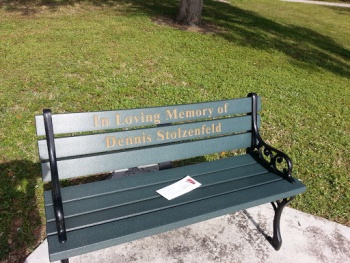 In Loving Memory of
Dennis Stolzenfeld